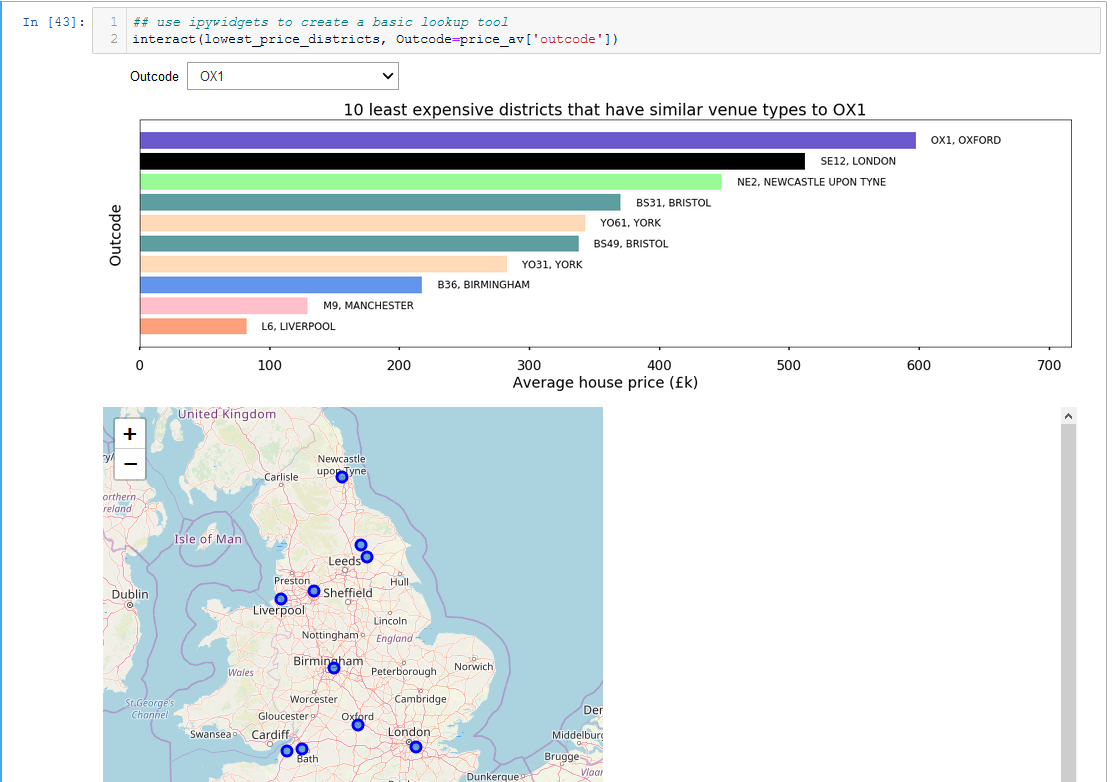 In [43]:
1 ## use ipywidgets to create a basic lookup tool
2 interact(lowest_price_districts, Outcode=price_av['outcode'])
Outcode OX1
10 least expensive districts that have similar venue types to OX1
OX1, OXFORD
SE12, LONDON
NE2, NEWCASTLE UPON TYNE
BS31, BRISTOL
YO61, YORK
BS49, BRISTOL
YO31, YORK
B36, BIRMINGHAM
M9, MANCHESTER
L6, LIVERPOOL
Outcode
0 100 200 300 400 500 600 700
Average house price (£k)
United Kingdom
+
−
Newcastle
upon Tyne
Carlisle
Isle of Man
Leeds
Preston
Hull
Dublin
Sheffield
Liverpool
Lincoln
Nottingham
England
Birmingham
Wales
Peterborough
Norwich
Worcester
Cambridge
St George's
Channel
Gloucester
Oxford
Swansea
Cardiff
London
Bath
Middelburg
Brugge
Dunkerque